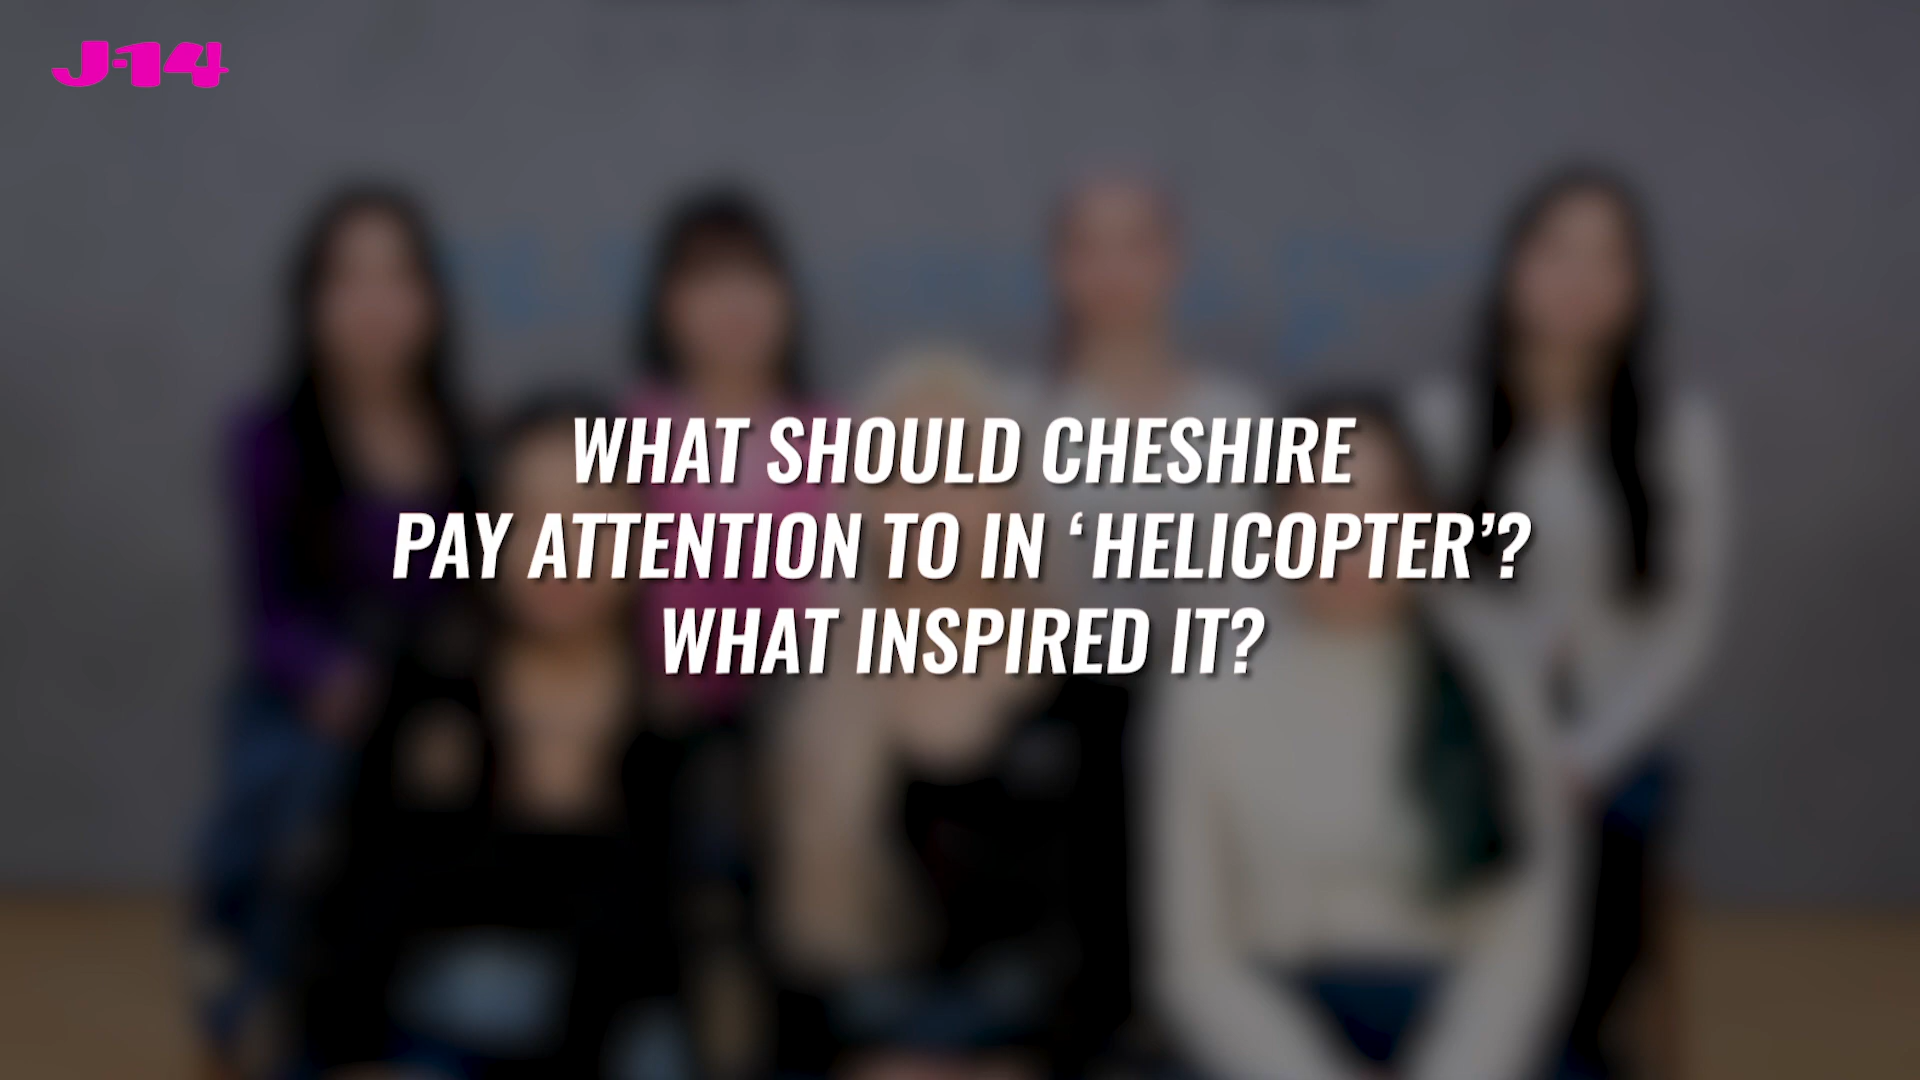 J-14
WHAT SHOULD CHESHIRE
PAY ATTENTION TO IN ‘HELICOPTER’?
WHAT INSPIRED IT?